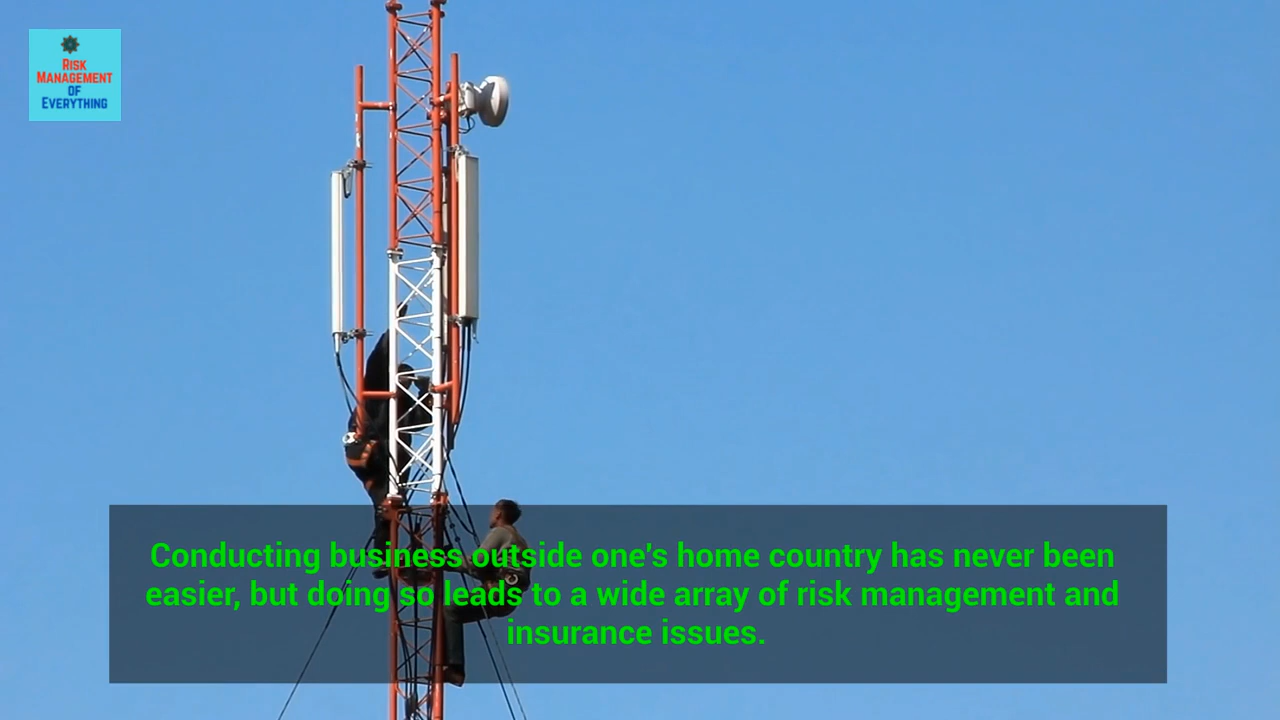 Risk
Management
of
Everything
Conducting business outside one's home country has never been
easier, but doing so leads to a wide array of risk management and
insurance issues.